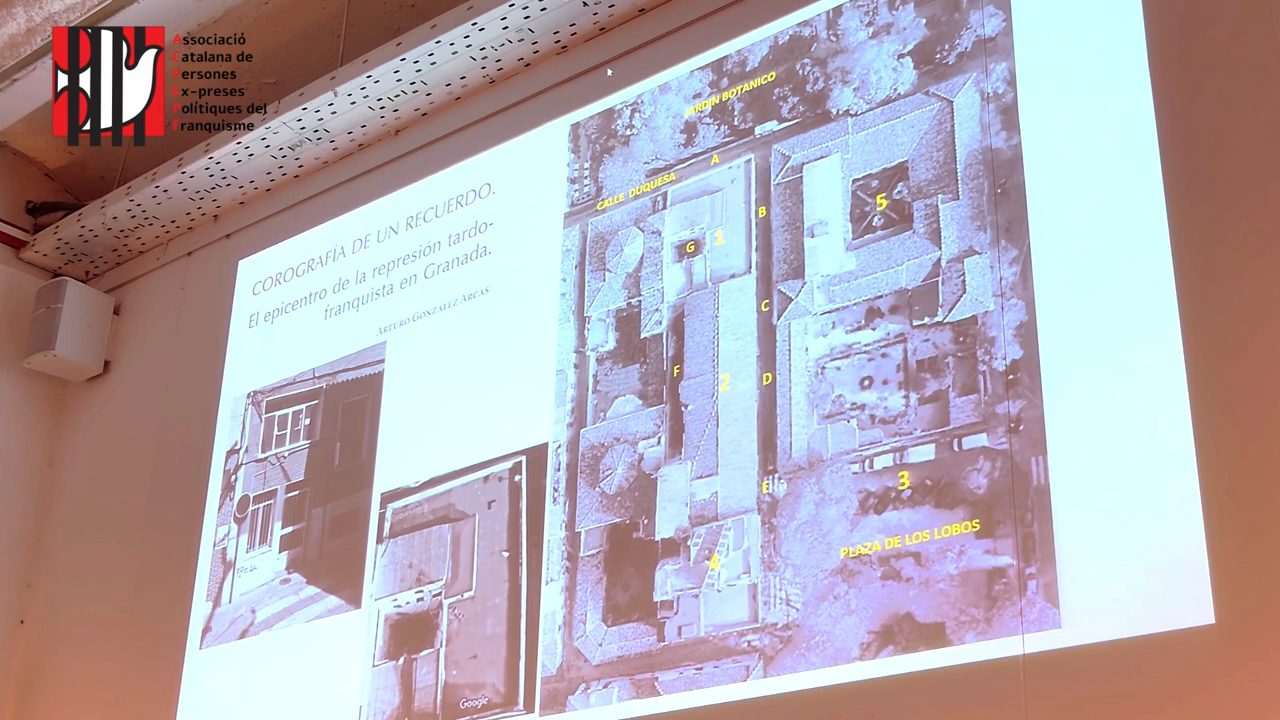 Associació
Catalana de
Persones
Ex-preses
Polítiques del
Franquisme
COROGRAFÍA DE UN RECUERDO.
El epicentro de la represión tardo-
franquista en Granada.
ARTURO GONZÁLEZ ARCAS
JARDIN BOTANICO
A
CALLE DUQUESA
B
5
G
1
C
F
2
D
E
3
PLAZA DE LOS LOBOS
4
Google